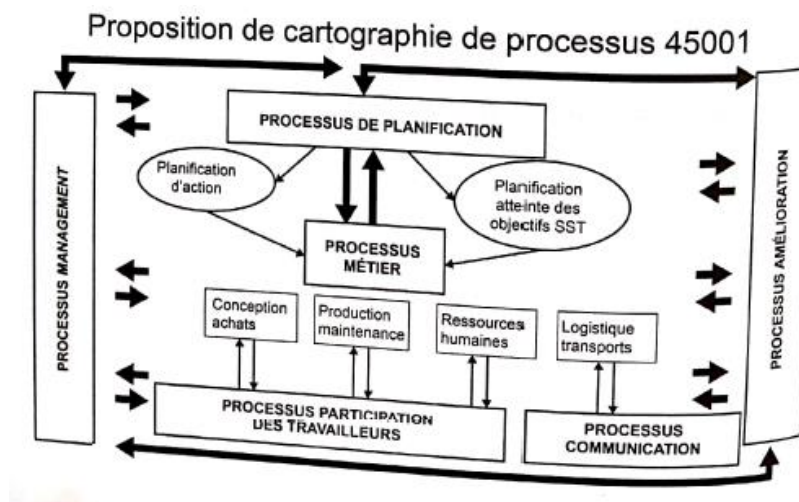 Proposition de cartographie de processus 45001
PROCESSUS MANAGEMENT
PROCESSUS DE PLANIFICATION
Planification
d'action
Planification
atteinte des
objectifs SST
PROCESSUS
MÉTIER
Conception
achats
Production
maintenance
Ressources
humaines
Logistique
transports
PROCESSUS PARTICIPATION
DES TRAVAILLEURS
PROCESSUS
COMMUNICATION
PROCESSUS AMÉLIORATION